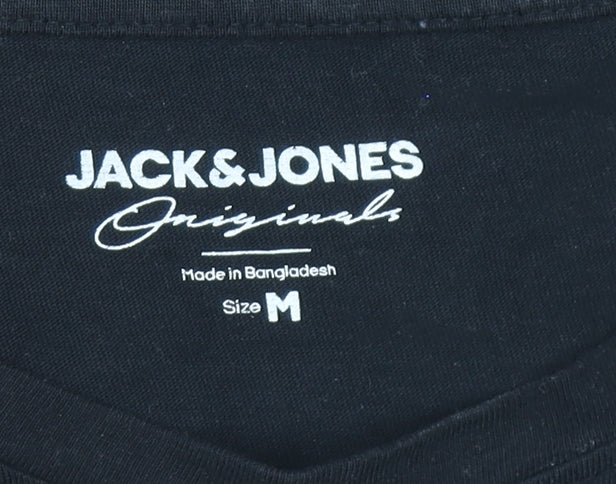 JACK&JONES
Originals
Made in Bangladesh
Size M